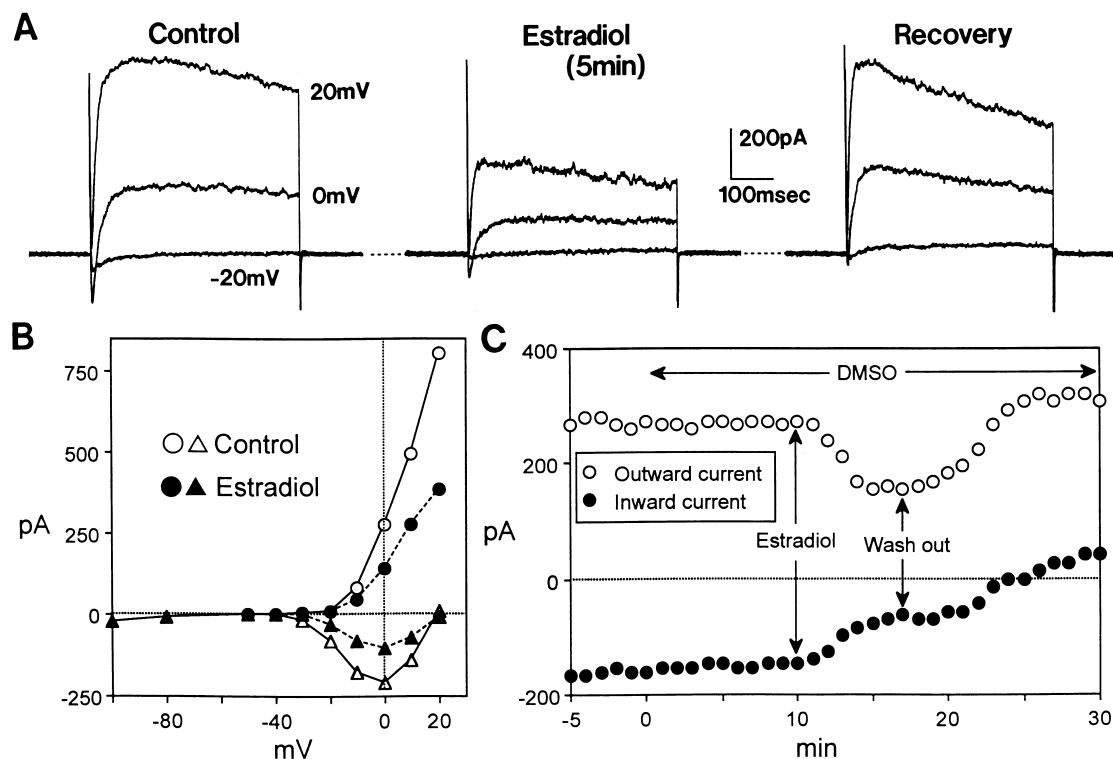 A
Control
20mV
0mV
-20mV
Estradiol
(5min)
200pA
100msec
Recovery
B
750
500
250
0
-250
pA
Control
Estradiol
-80
-40
0
20
mV
C
400
200
0
-200
pA
DMSO
Outward current
Inward current
Estradiol
Wash out
-5
0
10
20
30
min